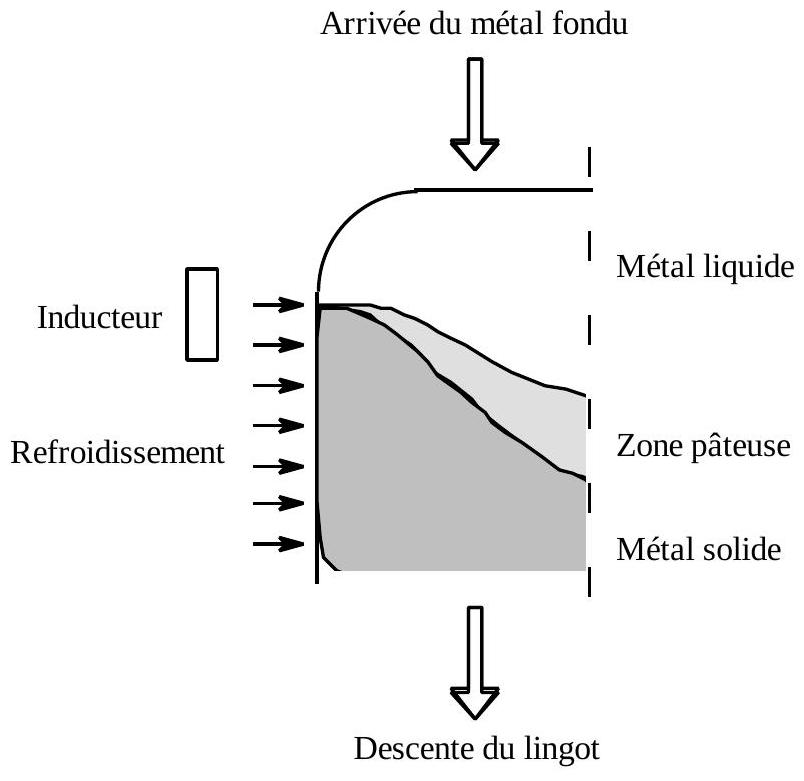 Arrivée du métal fondu
Métal liquide
Inducteur
Zone pâteuse
Refroidissement
Métal solide
Descente du lingot